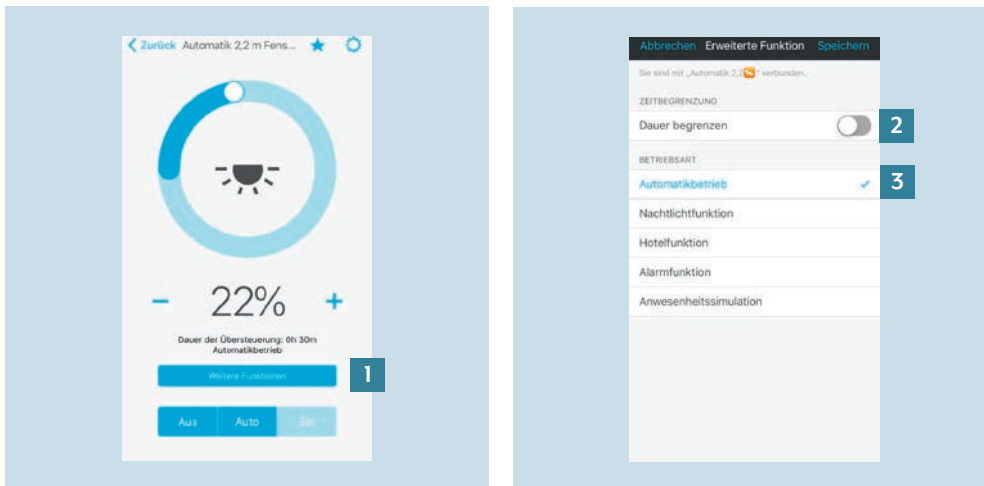 Zurück Automatik 2,2 m Fens...
22%
Dauer der Übersteuerung: 0h 30m
Automatikbetrieb
Weitere Funktionen
1
Aus Auto Ein
Abbrechen Erweiterte Funktion Speichern
Sie sind mit „Automatik 2,2 “ verbunden.
ZEITBEGRENZUNG
Dauer begrenzen
2
BETRIEBSART
Automatikbetrieb
3
Nachtlichtfunktion
Hotelfunktion
Alarmfunktion
Anwesenheitssimulation